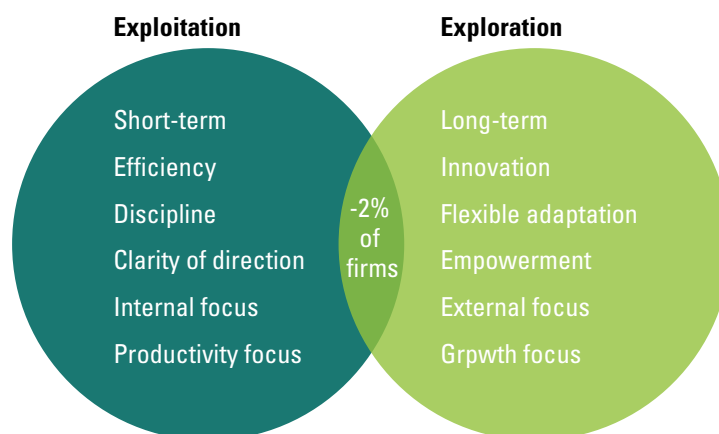 Exploitation
Exploration
Short-term
Efficiency
Discipline
Clarity of direction
Internal focus
Productivity focus
-2%
of
firms
Long-term
Innovation
Flexible adaptation
Empowerment
External focus
Grpwth focus